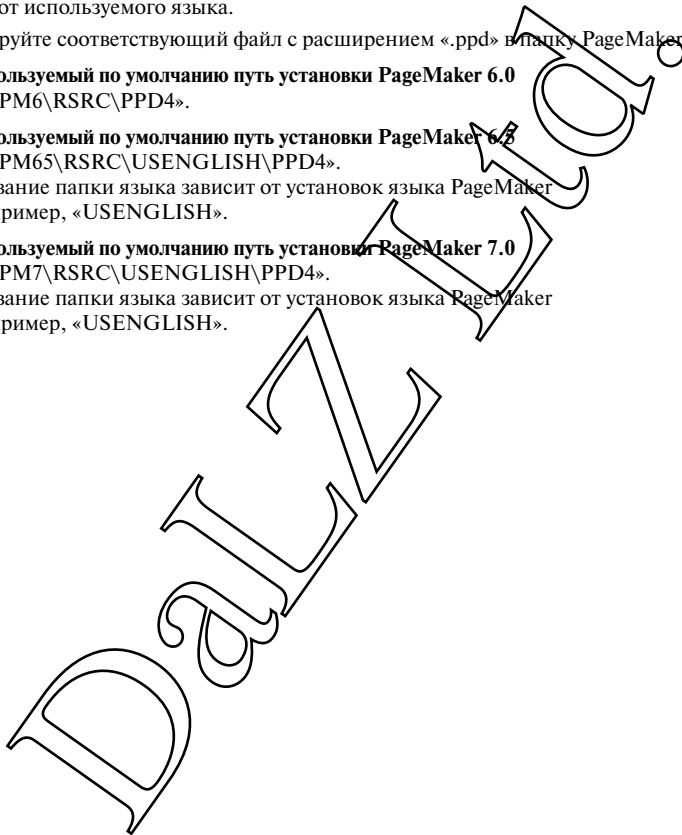 от используемого языка.
руйте соответствующий файл с расширением «.ppd» в папку PageMaker.
ользуемый по умолчанию путь установки PageMaker 6.0
PM6\RSRC\PPD4».
ользуемый по умолчанию путь установки PageMaker 6.5
PM65\RSRC\USENGLISH\PPD4».
вание папки языка зависит от установок языка PageMaker
ример, «USENGLISH».
ользуемый по умолчанию путь установки PageMaker 7.0
PM7\RSRC\USENGLISH\PPD4».
вание папки языка зависит от установок языка PageMaker
ример, «USENGLISH».
DaLZ Ltd.